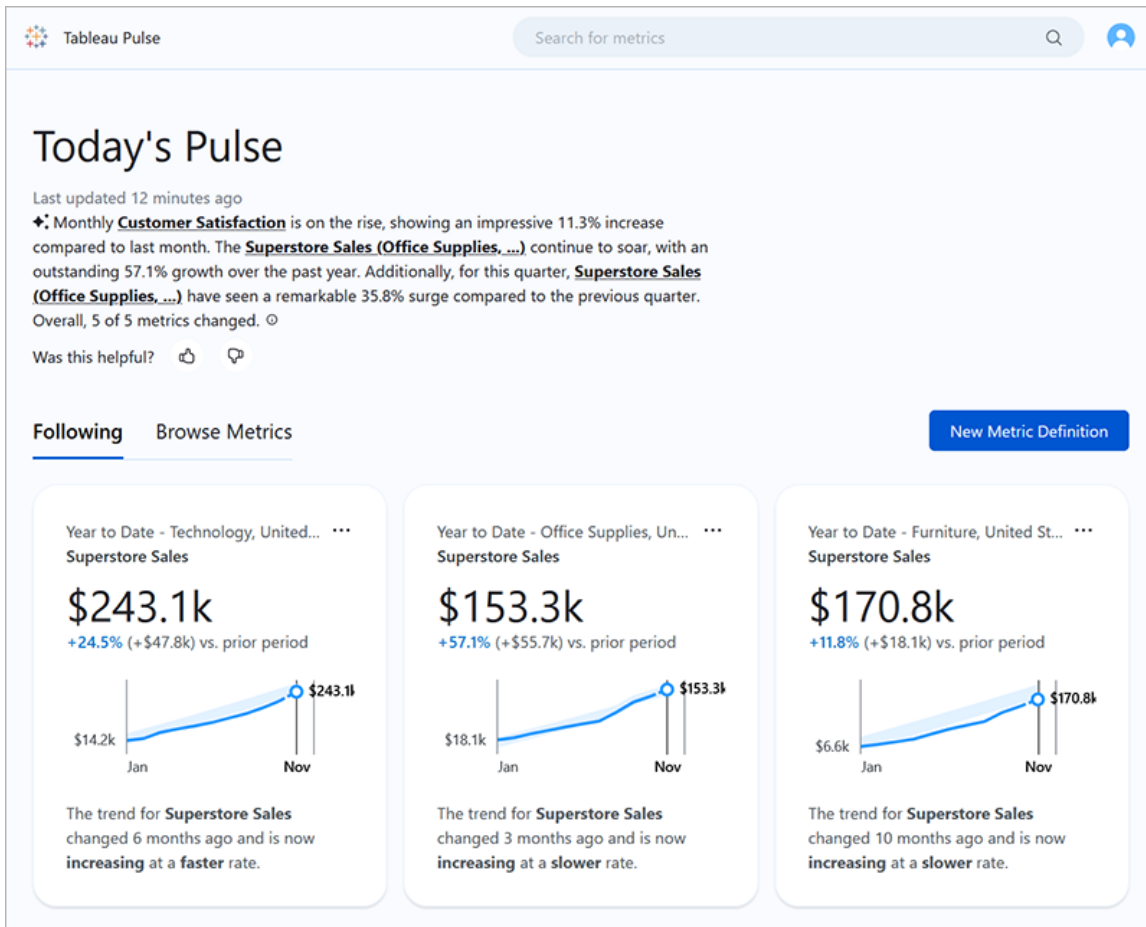 Tableau Pulse
Search for metrics
Today's Pulse
Last updated 12 minutes ago
Monthly Customer Satisfaction is on the rise, showing an impressive 11.3% increase
compared to last month. The Superstore Sales (Office Supplies, ...) continue to soar, with an
outstanding 57.1% growth over the past year. Additionally, for this quarter, Superstore Sales
(Office Supplies, ...) have seen a remarkable 35.8% surge compared to the previous quarter.
Overall, 5 of 5 metrics changed.
Was this helpful?
Following
Browse Metrics
New Metric Definition
Year to Date - Technology, United...
Superstore Sales
$243.1k
+24.5% (+$47.8k) vs. prior period
$243.1k
$14.2k
Jan
Nov
The trend for Superstore Sales
changed 6 months ago and is now
increasing at a faster rate.
Year to Date - Office Supplies, Un...
Superstore Sales
$153.3k
+57.1% (+$55.7k) vs. prior period
$153.3k
$18.1k
Jan
Nov
The trend for Superstore Sales
changed 3 months ago and is now
increasing at a slower rate.
Year to Date - Furniture, United St...
Superstore Sales
$170.8k
+11.8% (+$18.1k) vs. prior period
$170.8k
$6.6k
Jan
Nov
The trend for Superstore Sales
changed 10 months ago and is now
increasing at a slower rate.